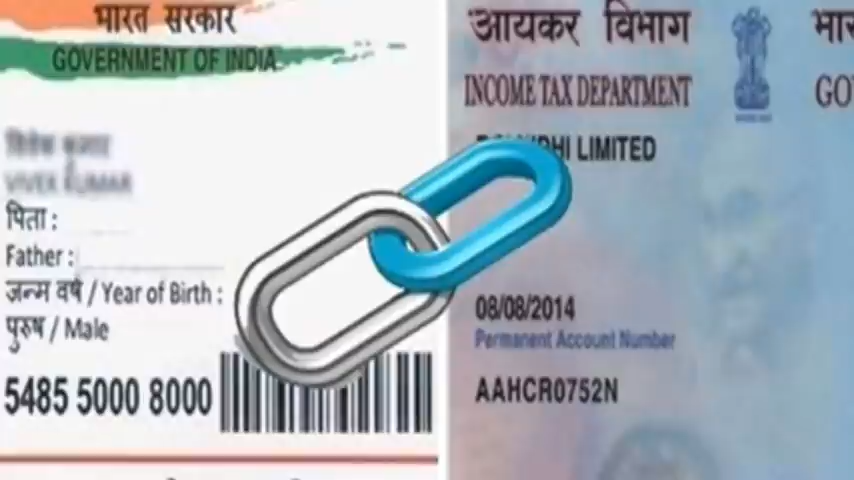 भारत सरकार
GOVERNMENT OF INDIA
पिता :
Father :
जन्म वर्ष / Year of Birth :
पुरुष / Male
5485 5000 8000
आयकर विभाग
INCOME TAX DEPARTMENT
LIMITED
08/08/2014
Permanent Account Number
AAHCR0752N